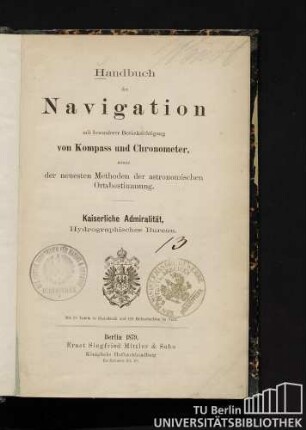 Handbuch
der
Navigation
mit besonderer Berücksichtigung
von Kompass und Chronometer,
sowie
der neuesten Methoden der astronomischen
Ortsbestimmung.
Kaiserliche Admiralität,
Hydrographisches Bureau.
13
Berlin 1879.
Ernst Siegfried Mittler & Sohn
Königliche Hofbuchhandlung
TU Berlin
UNIVERSITÄTSBIBLIOTHEK